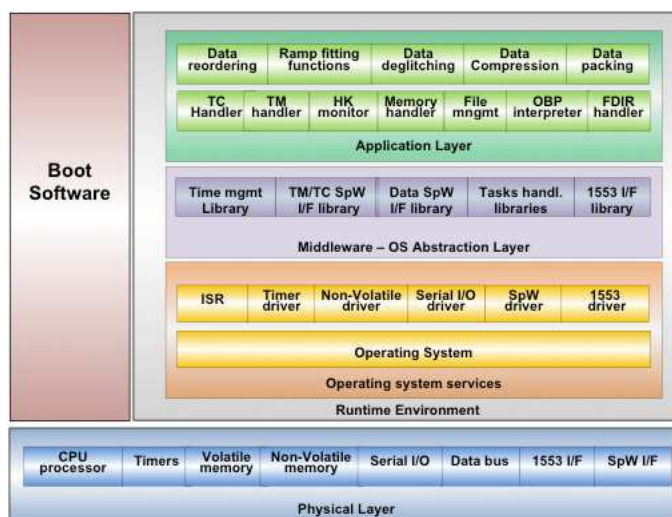 Boot
Software
Data
reordering
Ramp fitting
functions
Data
deglitching
Data
Compression
Data
packing
TC
Handler
TM
handler
HK
monitor
Memory
handler
File
mngmt
OBP
interpreter
FDIR
handler
Application Layer
Time mgmt
Library
TM/TC SpW
I/F library
Data SpW
I/F library
Tasks handl.
libraries
1553 I/F
library
Middleware – OS Abstraction Layer
ISR
Timer
driver
Non-Volatile
driver
Serial I/O
driver
SpW
driver
1553
driver
Operating System
Operating system services
Runtime Environment
CPU
processor
Timers
Volatile
memory
Non-Volatile
memory
Serial I/O
Data bus
1553 I/F
SpW I/F
Physical Layer